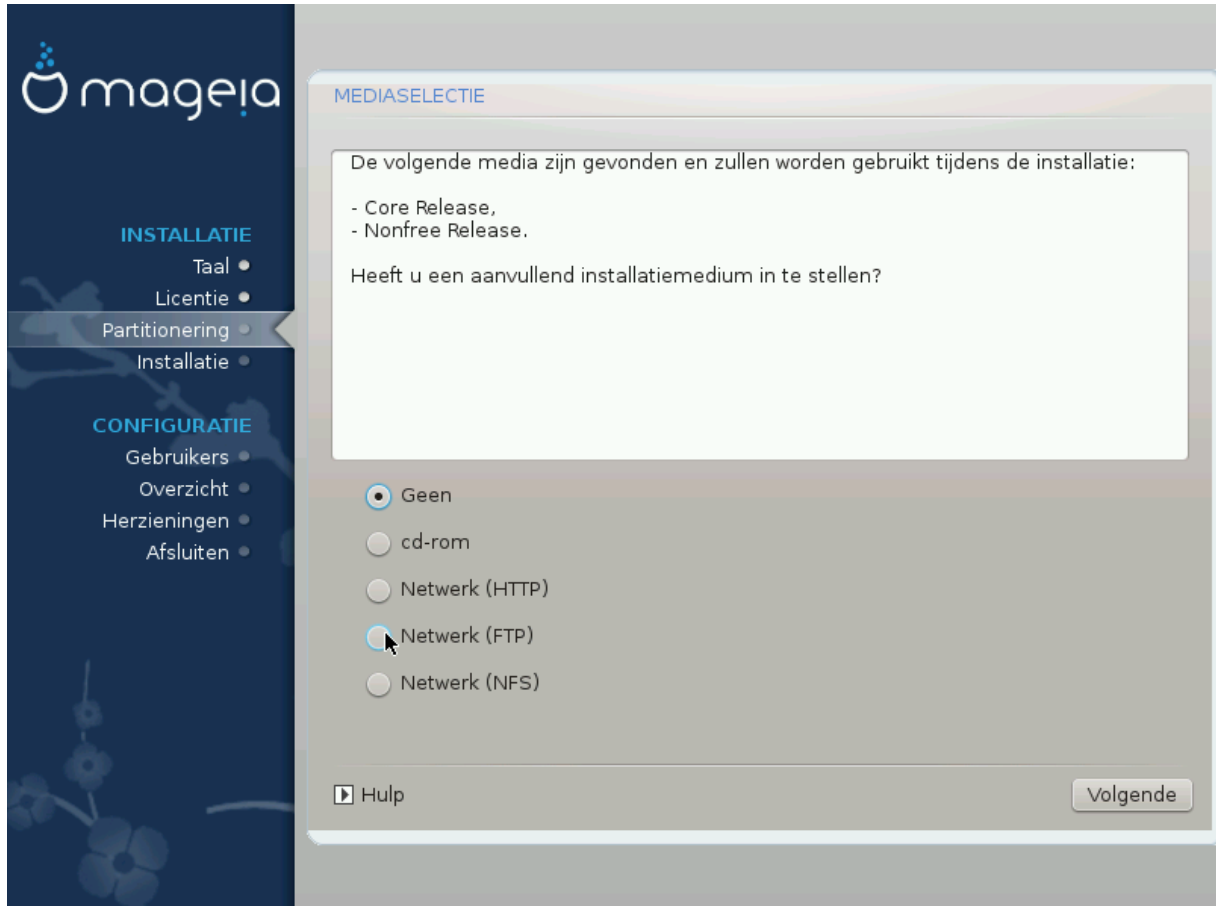 mageia
INSTALLATIE
Taal
Licentie
Partitionering
Installatie
CONFIGURATIE
Gebruikers
Overzicht
Herzieningen
Afsluiten
MEDIASELECTIE
De volgende media zijn gevonden en zullen worden gebruikt tijdens de installatie:
- Core Release,
- Nonfree Release.
Heeft u een aanvullend installatiemedium in te stellen?
Geen
cd-rom
Netwerk (HTTP)
Netwerk (FTP)
Netwerk (NFS)
Hulp
Volgende